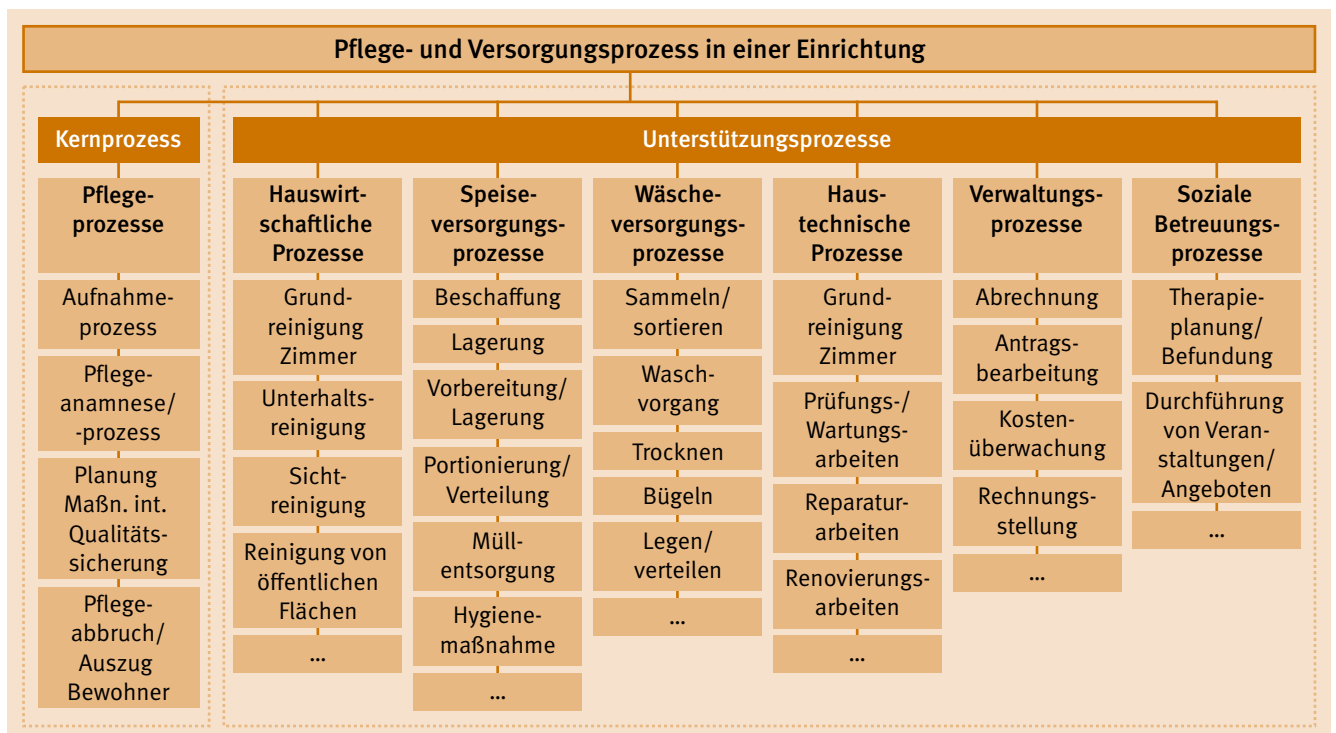 Pflege- und Versorgungsprozess in einer Einrichtung
Kernprozess
Unterstützungsprozesse
Pflege-
prozesse
Aufnahme-
prozess
Pflege-
anamnese/
-prozess
Planung
Maßn. int.
Qualitäts-
sicherung
Pflege-
abbruch/
Auszug
Bewohner
Hauswirt-
schaftliche
Prozesse
Grund-
reinigung
Zimmer
Unterhalts-
reinigung
Sicht-
reinigung
Reinigung von
öffentlichen
Flächen
...
Speise-
versorgungs-
prozesse
Beschaffung
Lagerung
Vorbereitung/
Lagerung
Portionierung/
Verteilung
Müll-
entsorgung
Hygiene-
maßnahme
...
Wäsche-
versorgungs-
prozesse
Sammeln/
sortieren
Wasch-
vorgang
Trocknen
Bügeln
Legen/
verteilen
...
Haus-
technische
Prozesse
Grund-
reinigung
Zimmer
Prüfungs-/
Wartungs-
arbeiten
Reparatur-
arbeiten
Renovierungs-
arbeiten
...
Verwaltungs-
prozesse
Abrechnung
Antrags-
bearbeitung
Kosten-
überwachung
Rechnungs-
stellung
...
Soziale
Betreuungs-
prozesse
Therapie-
planung/
Befundung
Durchführung
von Veran-
staltungen/
Angeboten
...